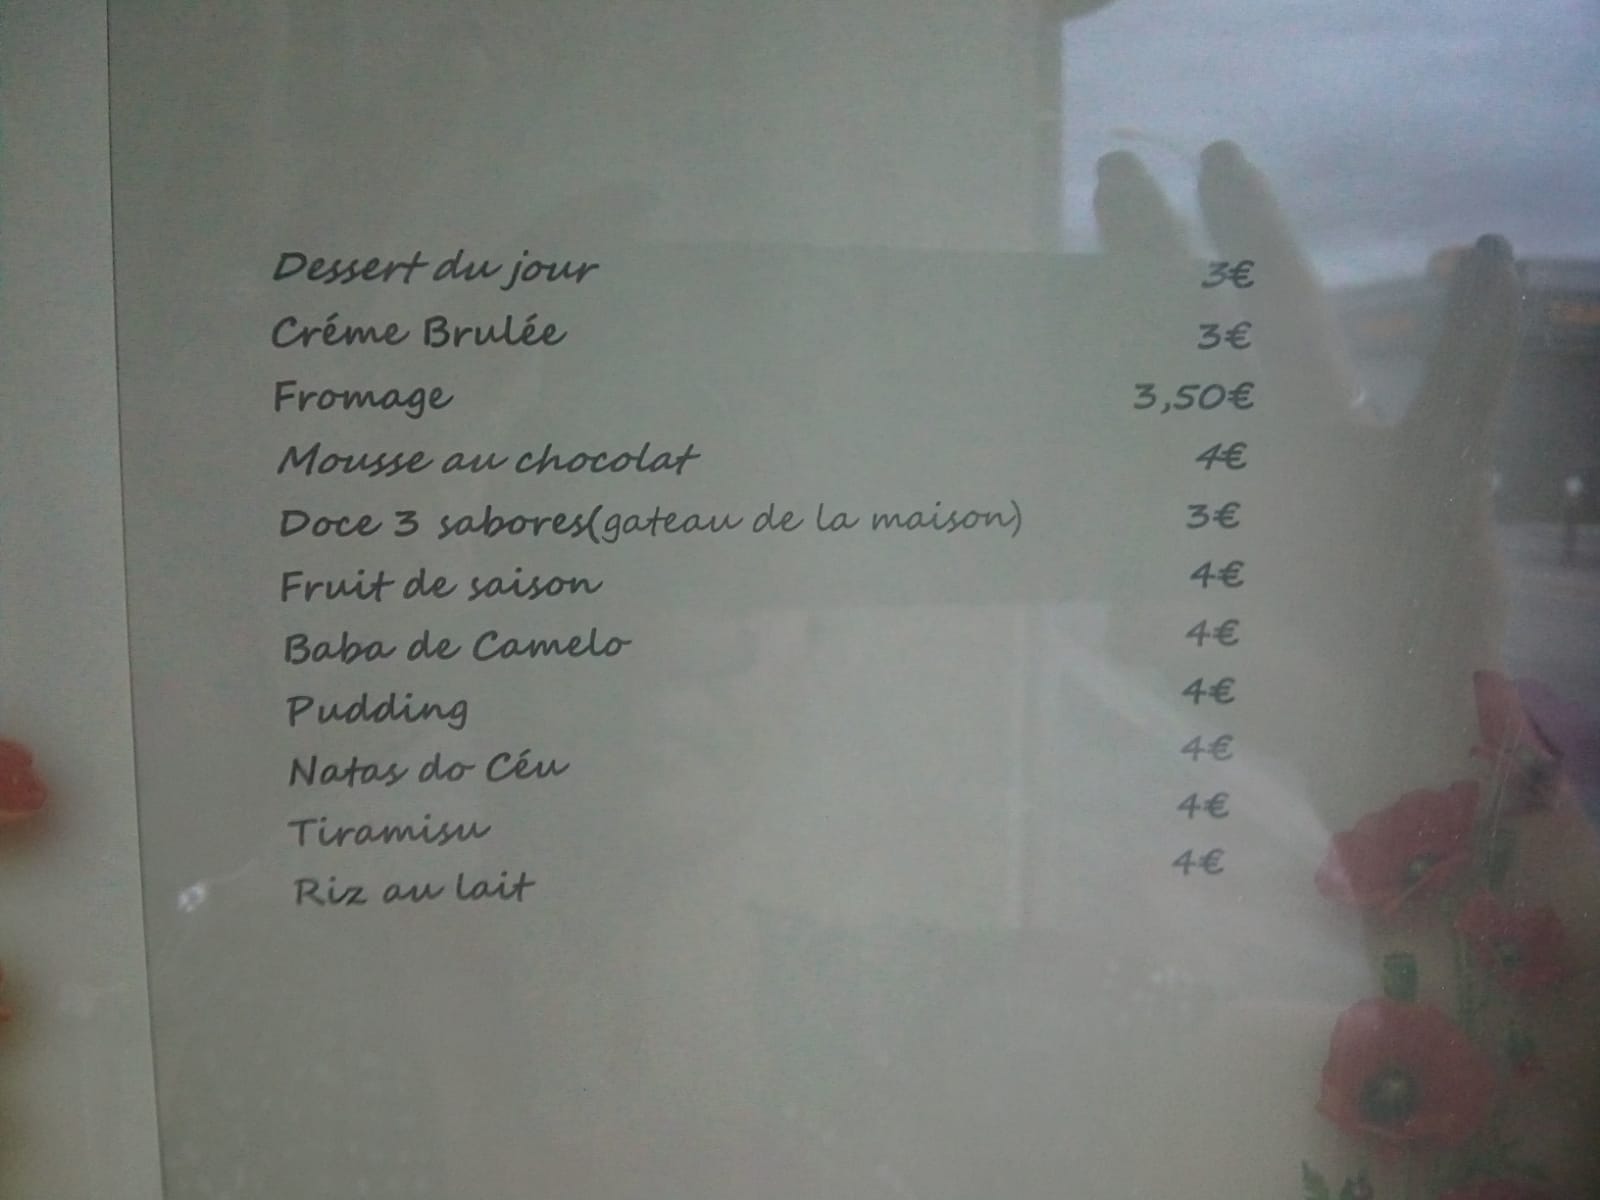 Dessert du jour 3€
Créme Brulée 3€
Fromage 3,50€
Mousse au chocolat 4€
Doce 3 sabores(gateau de la maison) 3€
Fruit de saison 4€
Baba de Camelo 4€
Pudding 4€
Natas do Céu 4€
Tiramisu 4€
Riz au lait 4€